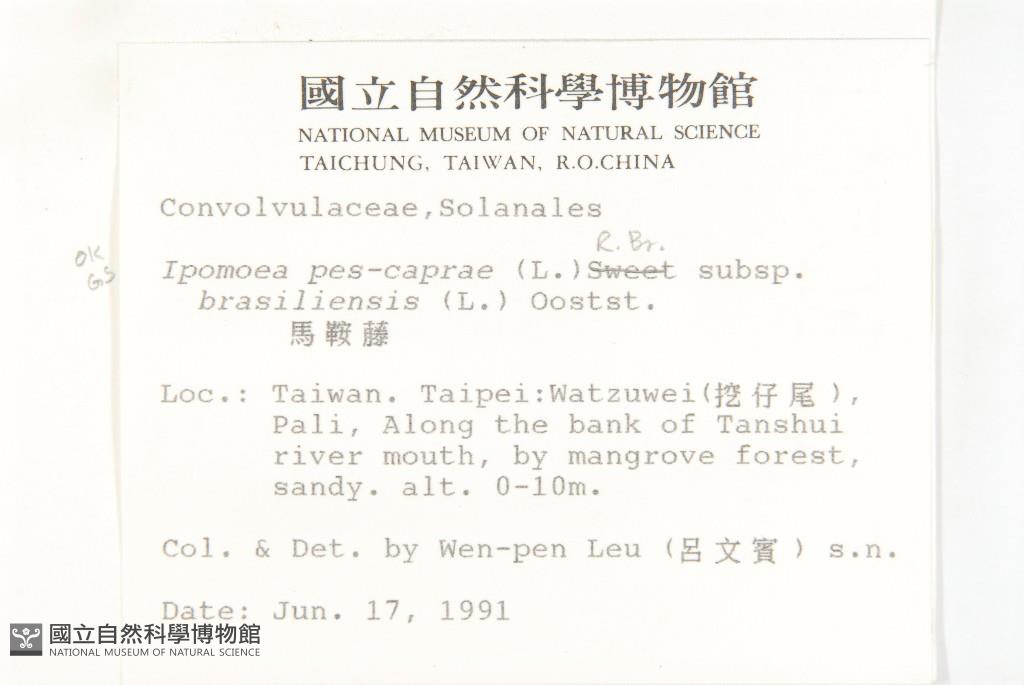 國立自然科學博物館
NATIONAL MUSEUM OF NATURAL SCIENCE
TAICHUNG, TAIWAN, R.O.CHINA
Convolvulaceae,Solanales
R. Br.
OK
GS
Ipomoea pes-caprae (L.)Sweet subsp.
brasiliensis (L.) Ooststr.
馬鞍藤
Loc.: Taiwan. Taipei:Watzuwei(挖仔尾),
Pali, Along the bank of Tanshui
river mouth, by mangrove forest,
sandy. alt. 0-10m.
Col. & Det. by Wen-pen Leu (呂文賓) s.n.
Date: Jun. 17, 1991
國立自然科學博物館
NATIONAL MUSEUM OF NATURAL SCIENCE